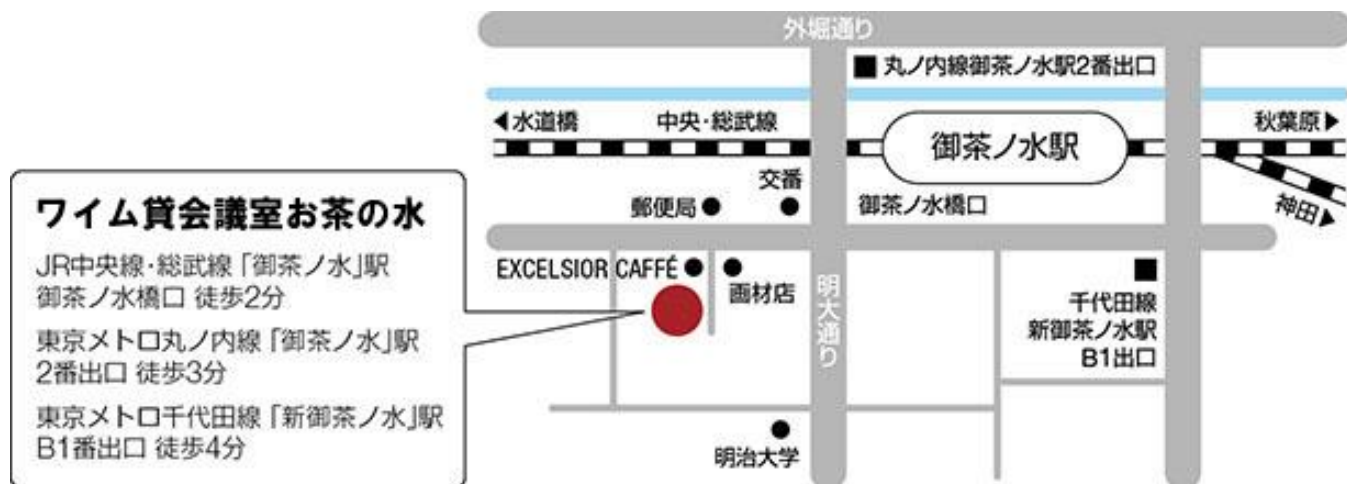 外堀通り
■ 丸ノ内線御茶ノ水駅2番出口
◀水道橋
中央・総武線
御茶ノ水駅
秋葉原▶
神田▶
交番
郵便局
御茶ノ水橋口
EXCELSIOR CAFFÉ
画材店
明大通り
千代田線
新御茶ノ水駅
B1出口
明治大学
ワイム貸会議室お茶の水
JR中央線・総武線「御茶ノ水」駅
御茶ノ水橋口 徒歩2分
東京メトロ丸ノ内線「御茶ノ水」駅
2番出口 徒歩3分
東京メトロ千代田線「新御茶ノ水」駅
B1番出口 徒歩4分